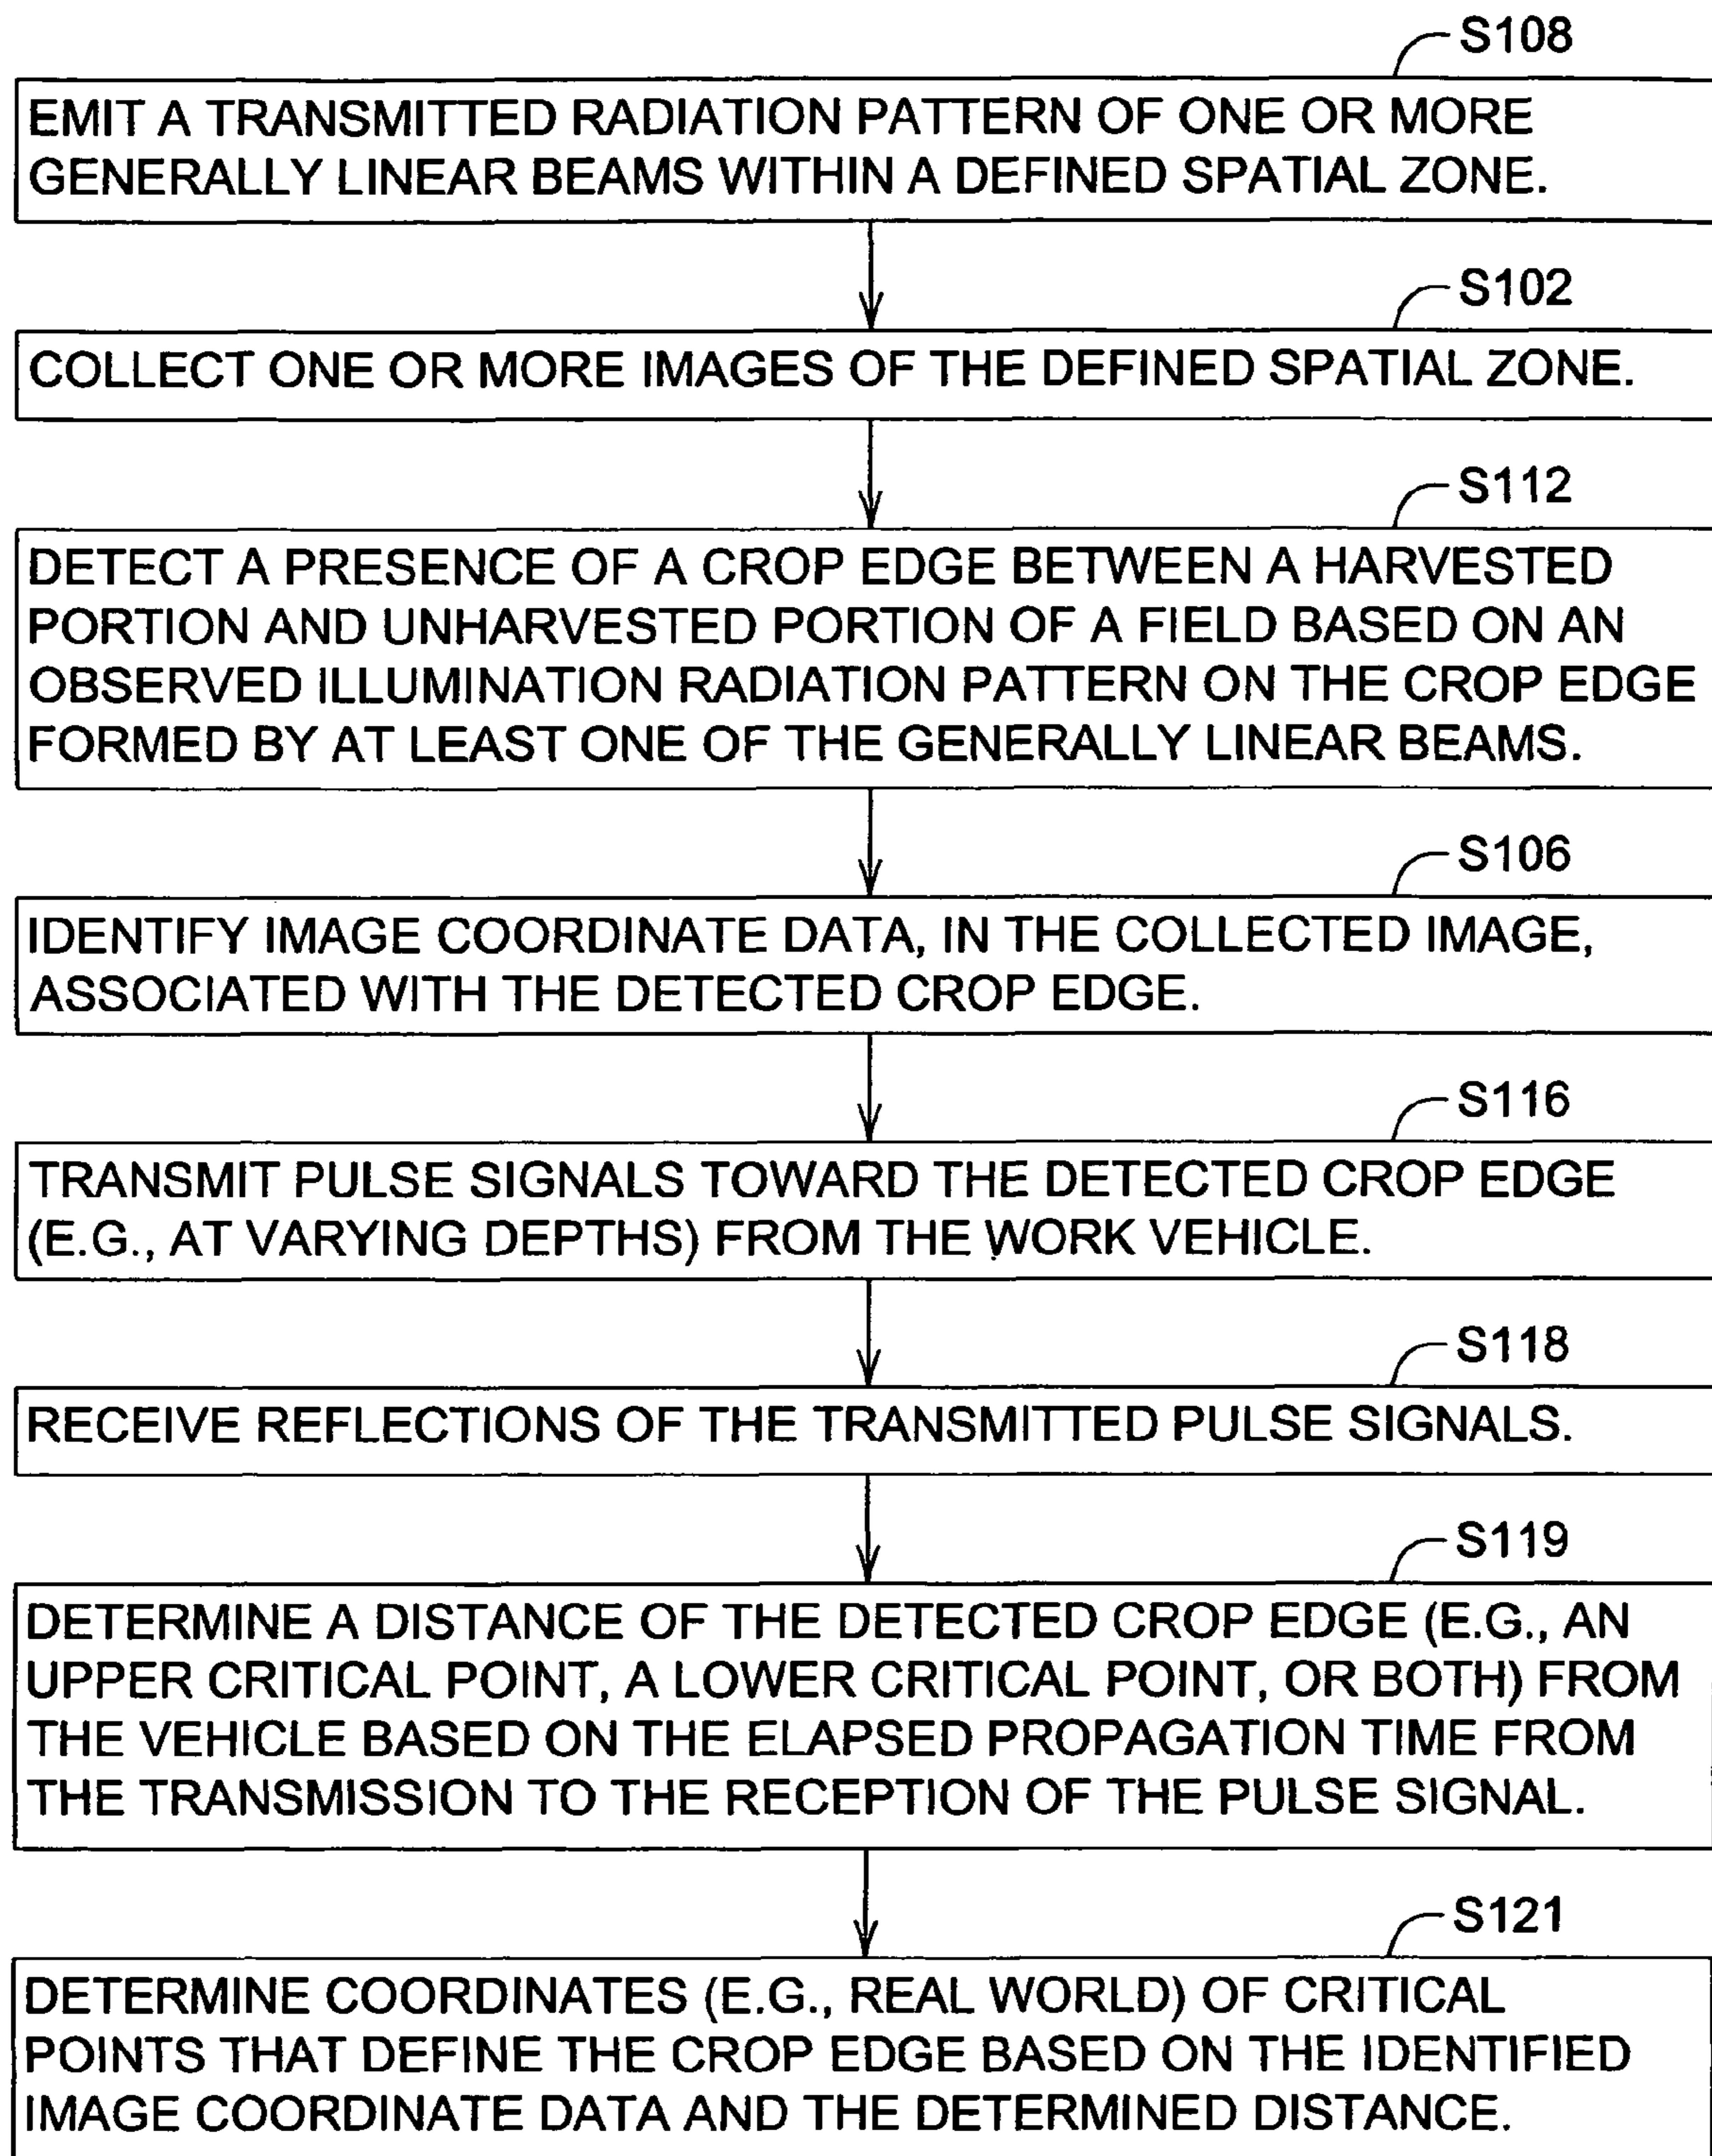 S108
EMIT A TRANSMITTED RADIATION PATTERN OF ONE OR MORE
GENERALLY LINEAR BEAMS WITHIN A DEFINED SPATIAL ZONE.
S102
COLLECT ONE OR MORE IMAGES OF THE DEFINED SPATIAL ZONE.
S112
DETECT A PRESENCE OF A CROP EDGE BETWEEN A HARVESTED
PORTION AND UNHARVESTED PORTION OF A FIELD BASED ON AN
OBSERVED ILLUMINATION RADIATION PATTERN ON THE CROP EDGE
FORMED BY AT LEAST ONE OF THE GENERALLY LINEAR BEAMS.
S106
IDENTIFY IMAGE COORDINATE DATA, IN THE COLLECTED IMAGE,
ASSOCIATED WITH THE DETECTED CROP EDGE.
S116
TRANSMIT PULSE SIGNALS TOWARD THE DETECTED CROP EDGE
(E.G., AT VARYING DEPTHS) FROM THE WORK VEHICLE.
S118
RECEIVE REFLECTIONS OF THE TRANSMITTED PULSE SIGNALS.
S119
DETERMINE A DISTANCE OF THE DETECTED CROP EDGE (E.G., AN
UPPER CRITICAL POINT, A LOWER CRITICAL POINT, OR BOTH) FROM
THE VEHICLE BASED ON THE ELAPSED PROPAGATION TIME FROM
THE TRANSMISSION TO THE RECEPTION OF THE PULSE SIGNAL.
S121
DETERMINE COORDINATES (E.G., REAL WORLD) OF CRITICAL
POINTS THAT DEFINE THE CROP EDGE BASED ON THE IDENTIFIED
IMAGE COORDINATE DATA AND THE DETERMINED DISTANCE.